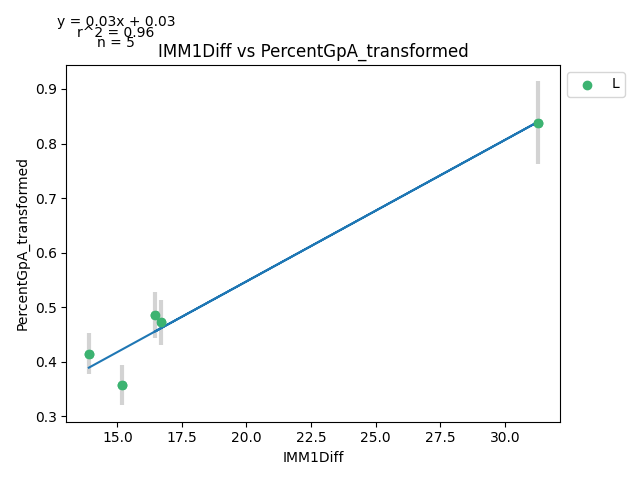 y = 0.03x + 0.03
r^2 = 0.96
n = 5
IMM1Diff vs PercentGpA_transformed
L
PercentGpA_transformed
0.9
0.8
0.7
0.6
0.5
0.4
0.3
15.0 17.5 20.0 22.5 25.0 27.5 30.0
IMM1Diff